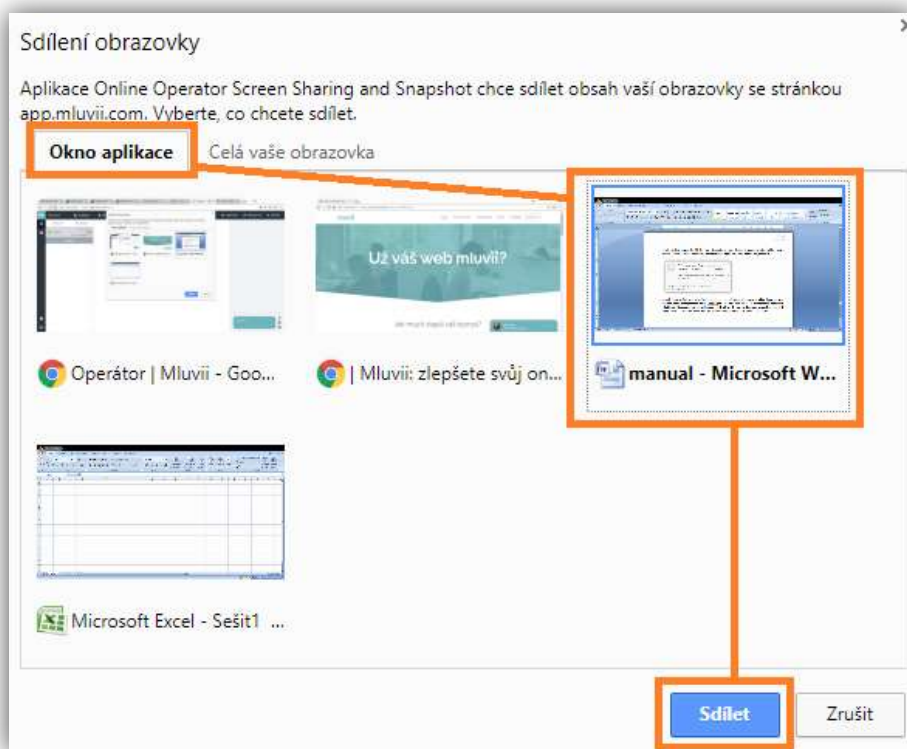 Sdílení obrazovky
Aplikace Online Operator Screen Sharing and Snapshot chce sdílet obsah vaší obrazovky se stránkou
app.mluvii.com. Vyberte, co chcete sdílet.
Okno aplikace Celá vaše obrazovka
Už váš web mluvii?
Operátor | Mluvii - Goo... | Mluvii: zlepšete svůj on... manual - Microsoft W...
Microsoft Excel - Sešit1 ...
Sdílet Zrušit